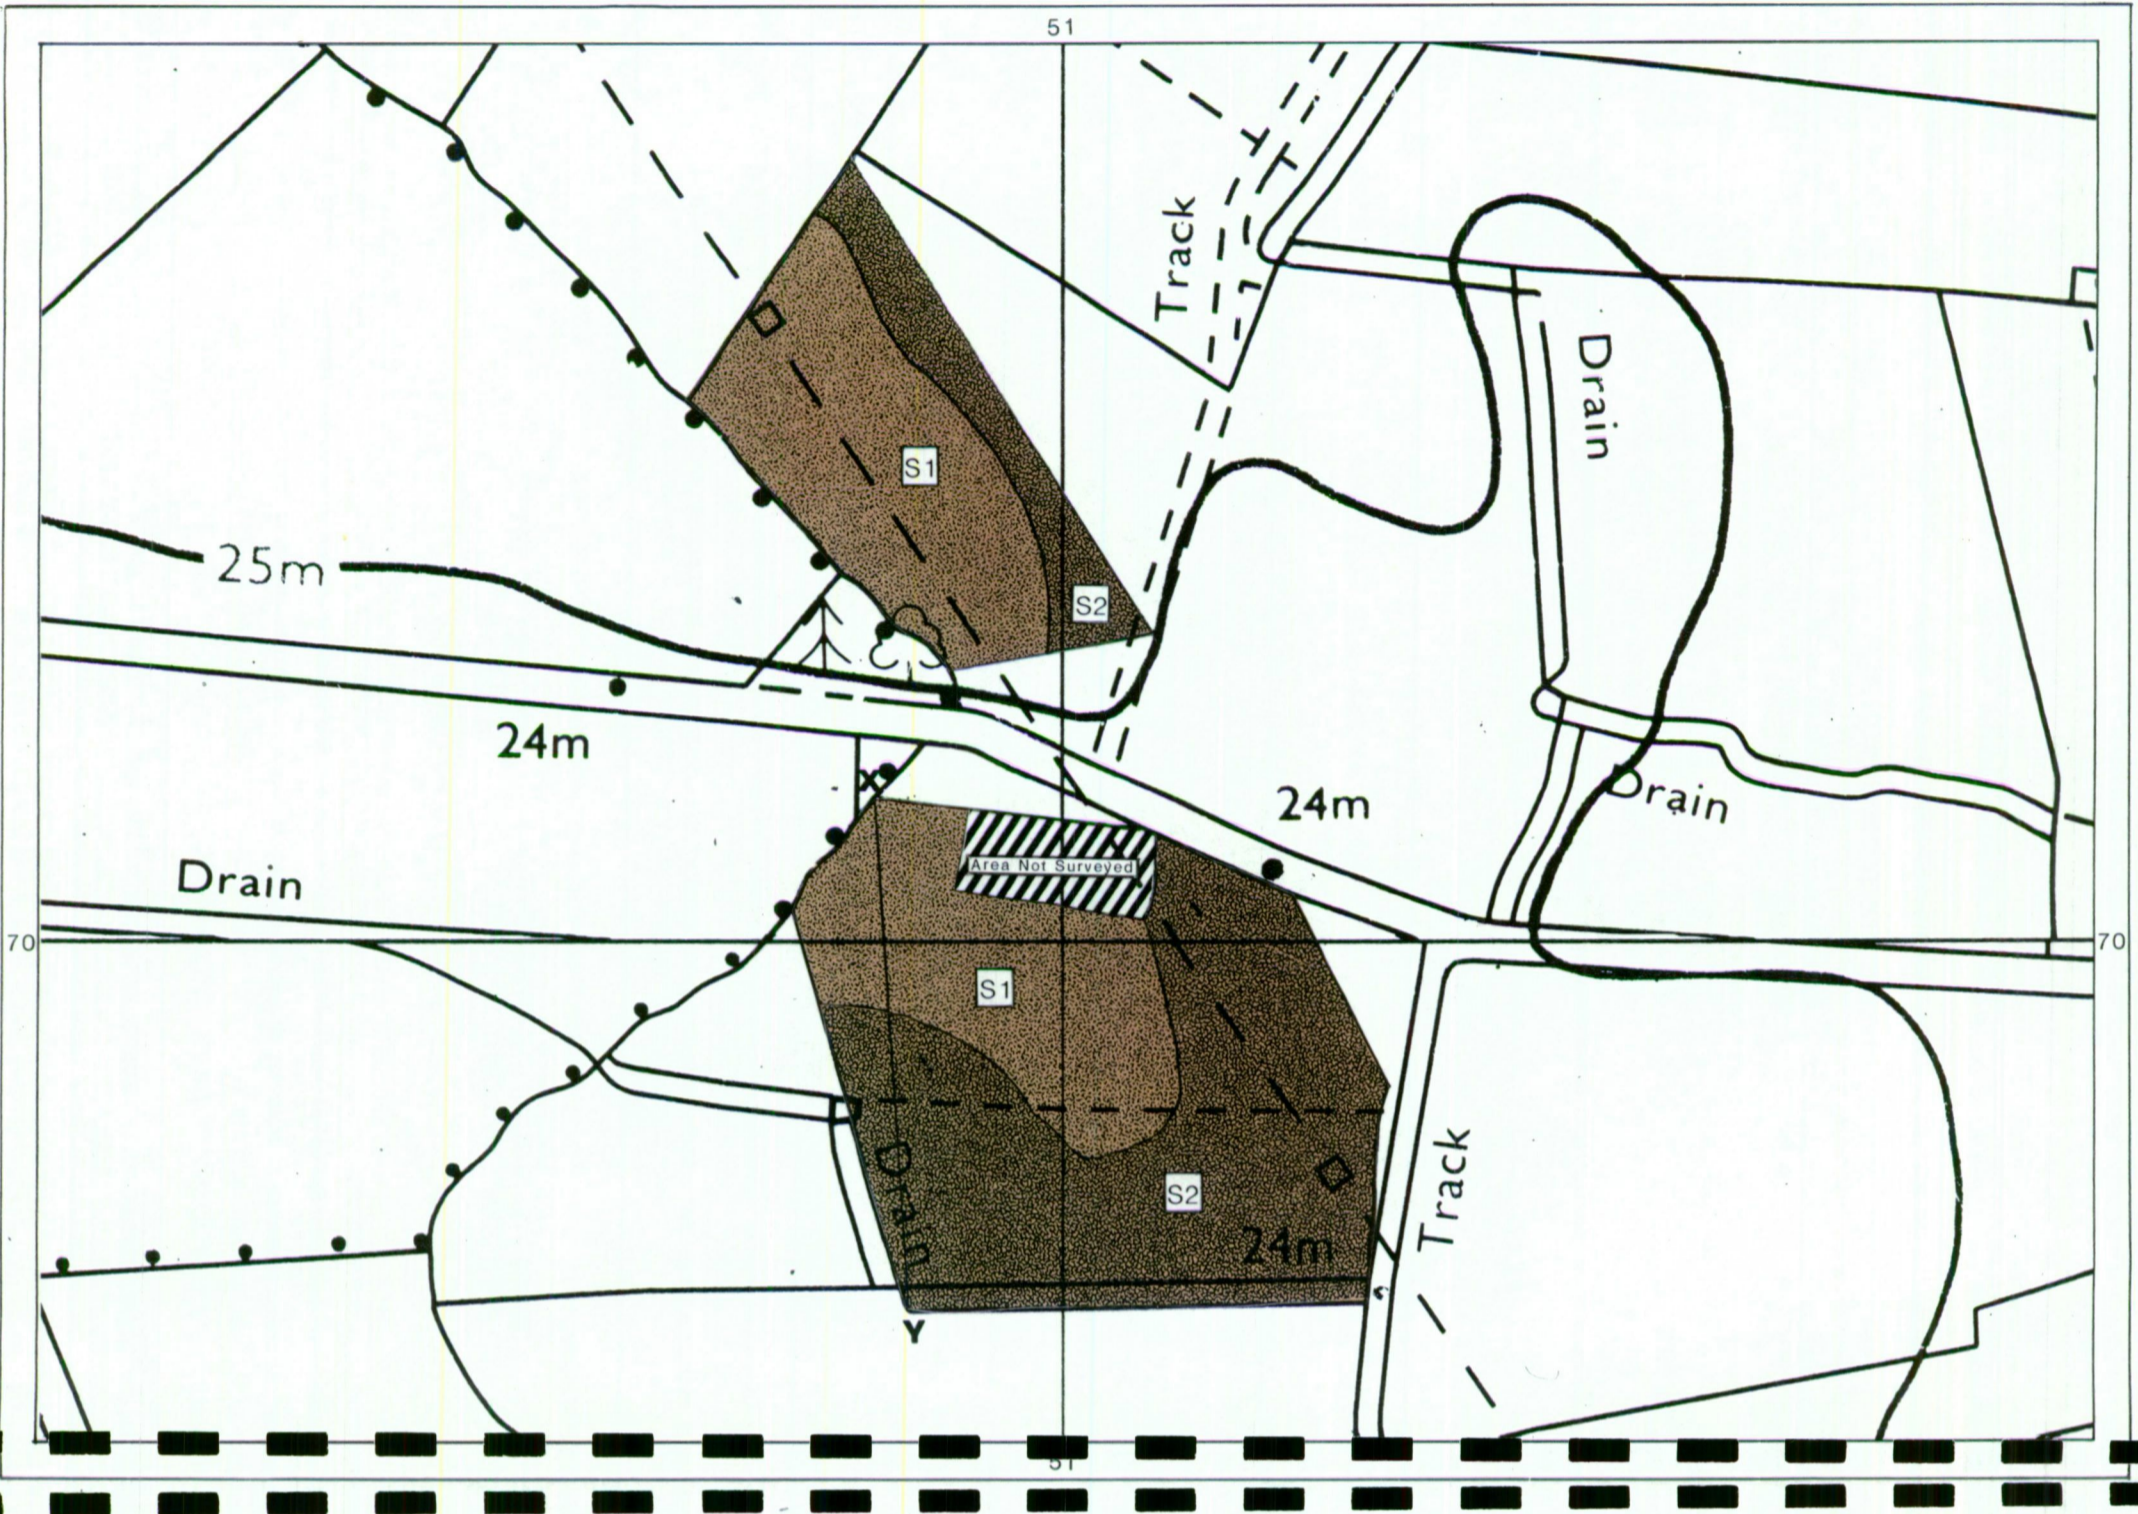 51
Track
Drain
S1
25m
S2
24m
X
24m
Drain
Area Not Surveyed
Drain
70
70
S1
Drain
Track
S2
24m
Y
51